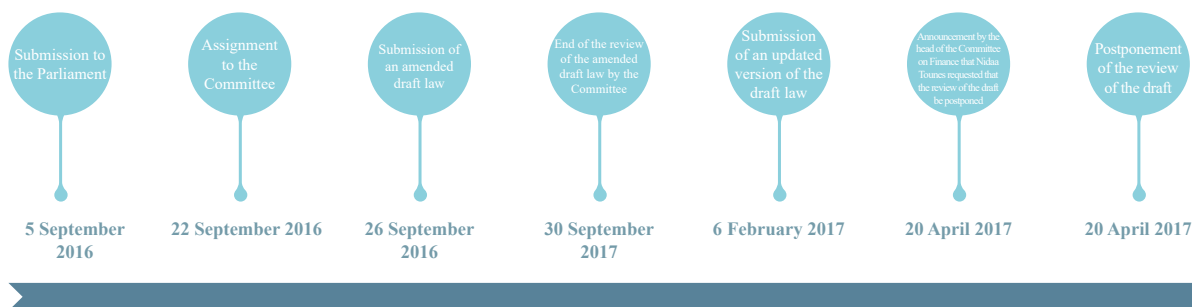 Submission to
the Parliament
5 September
2016
Assignment
to the
Committee
22 September 2016
Submission of
an amended
draft law
26 September
2016
End of the review
of the amended
draft law by the
Committee
30 September
2017
Submission
of an updated
version of the
draft law
6 February 2017
Announcement by the
head of the Committee
on Finance that Nidaa
Tounes requested that
the review of the draft
be postponed
20 April 2017
Postponement
of the review
of the draft
20 April 2017